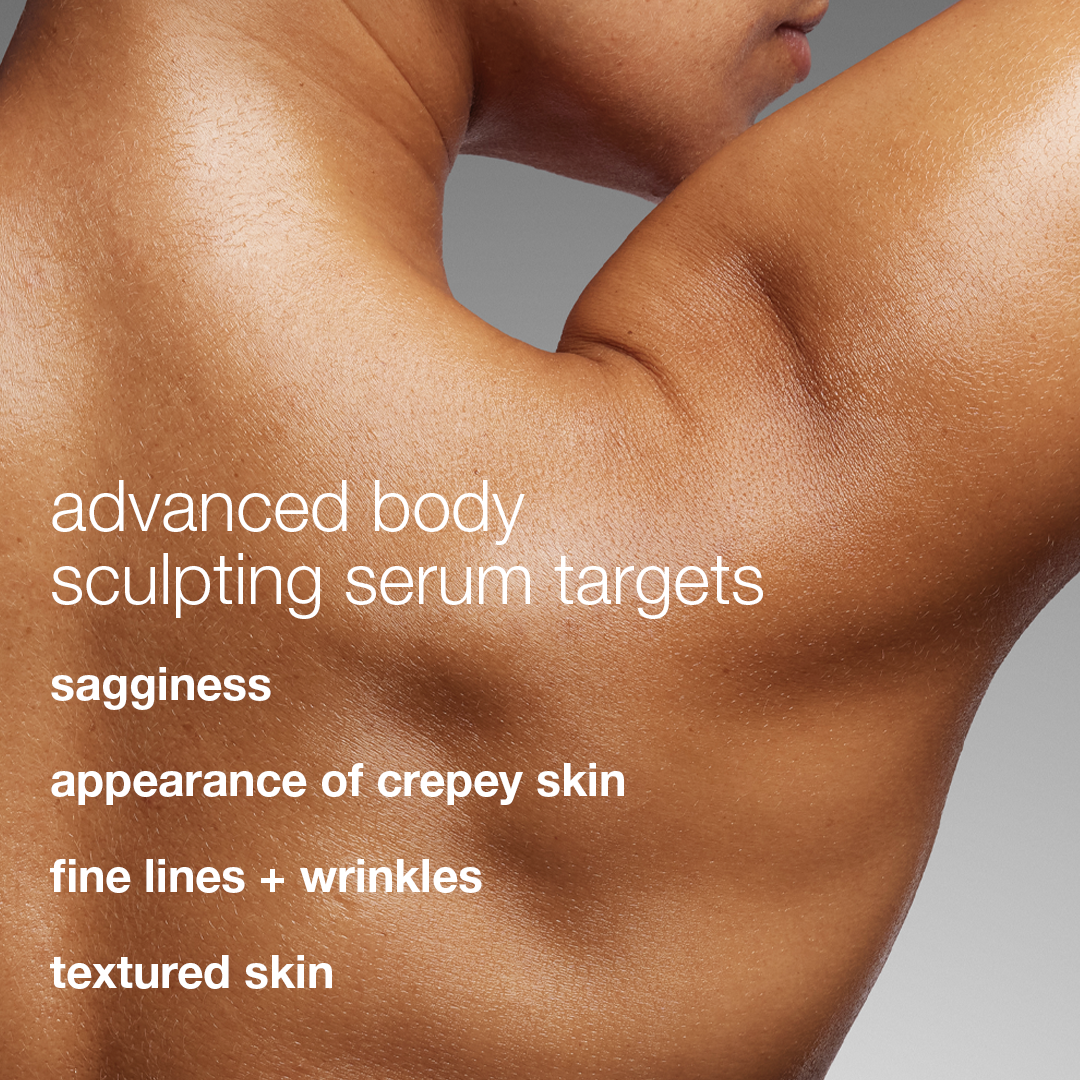 advanced body
sculpting serum targets
sagginess
appearance of crepey skin
fine lines + wrinkles
textured skin